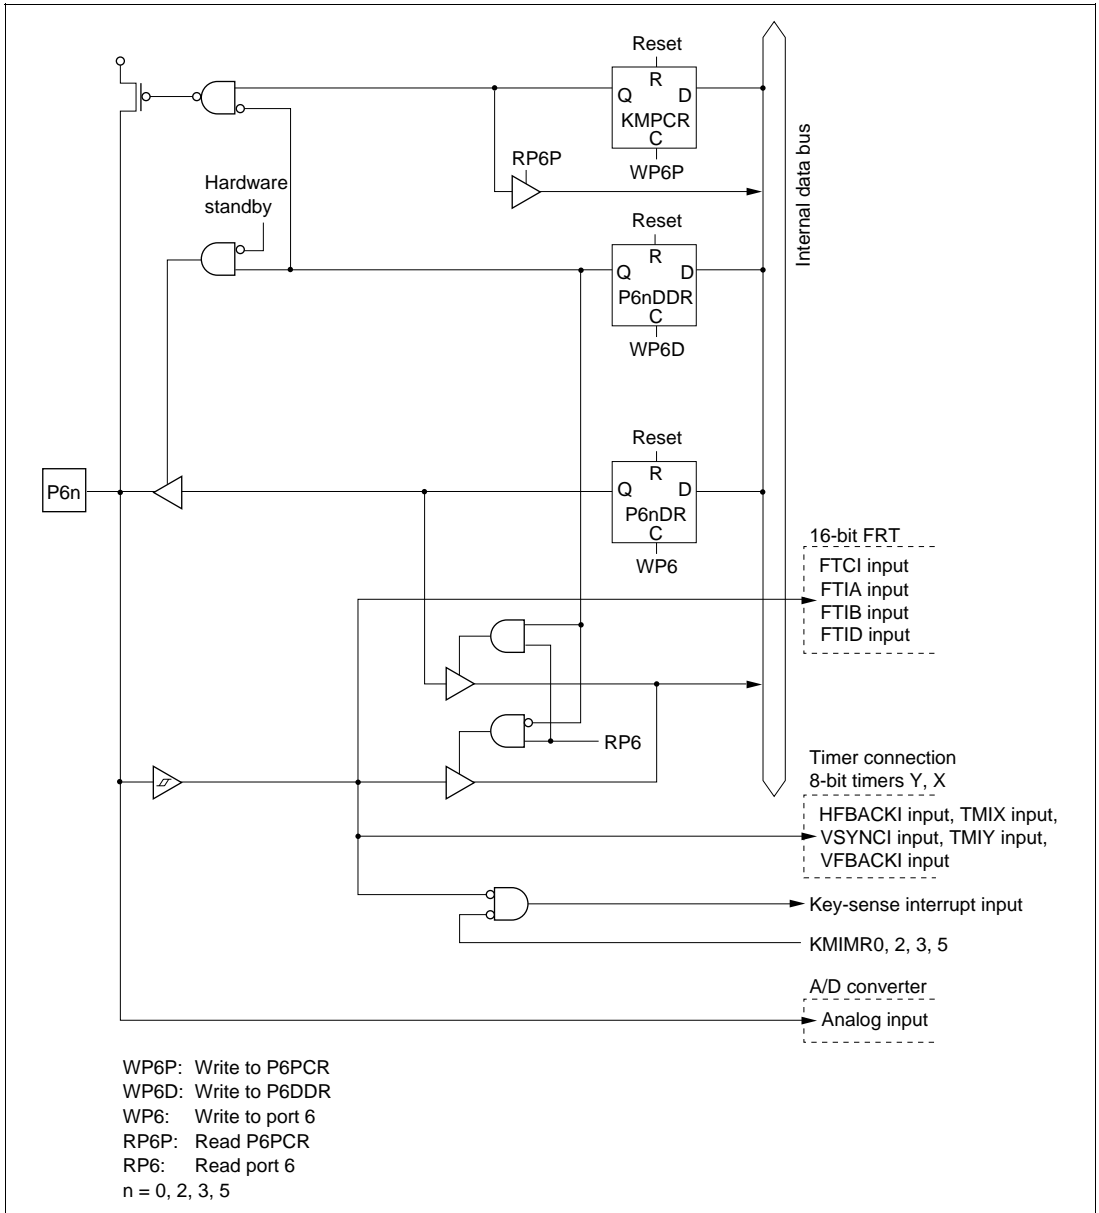 Reset
R
Q D
KMPCR
C
WP6P
RP6P
Hardware
standby
Internal data bus
Reset
R
Q D
P6nDDR
C
WP6D
Reset
R
Q D
P6nDR
C
WP6
P6n
16-bit FRT
FTCI input
FTIA input
FTIB input
FTID input
RP6
Timer connection
8-bit timers Y, X
HFBACKI input, TMIX input,
VSYNCI input, TMIY input,
VFBACKI input
Key-sense interrupt input
KMIMR0, 2, 3, 5
A/D converter
Analog input
WP6P: Write to P6PCR
WP6D: Write to P6DDR
WP6: Write to port 6
RP6P: Read P6PCR
RP6: Read port 6
n = 0, 2, 3, 5